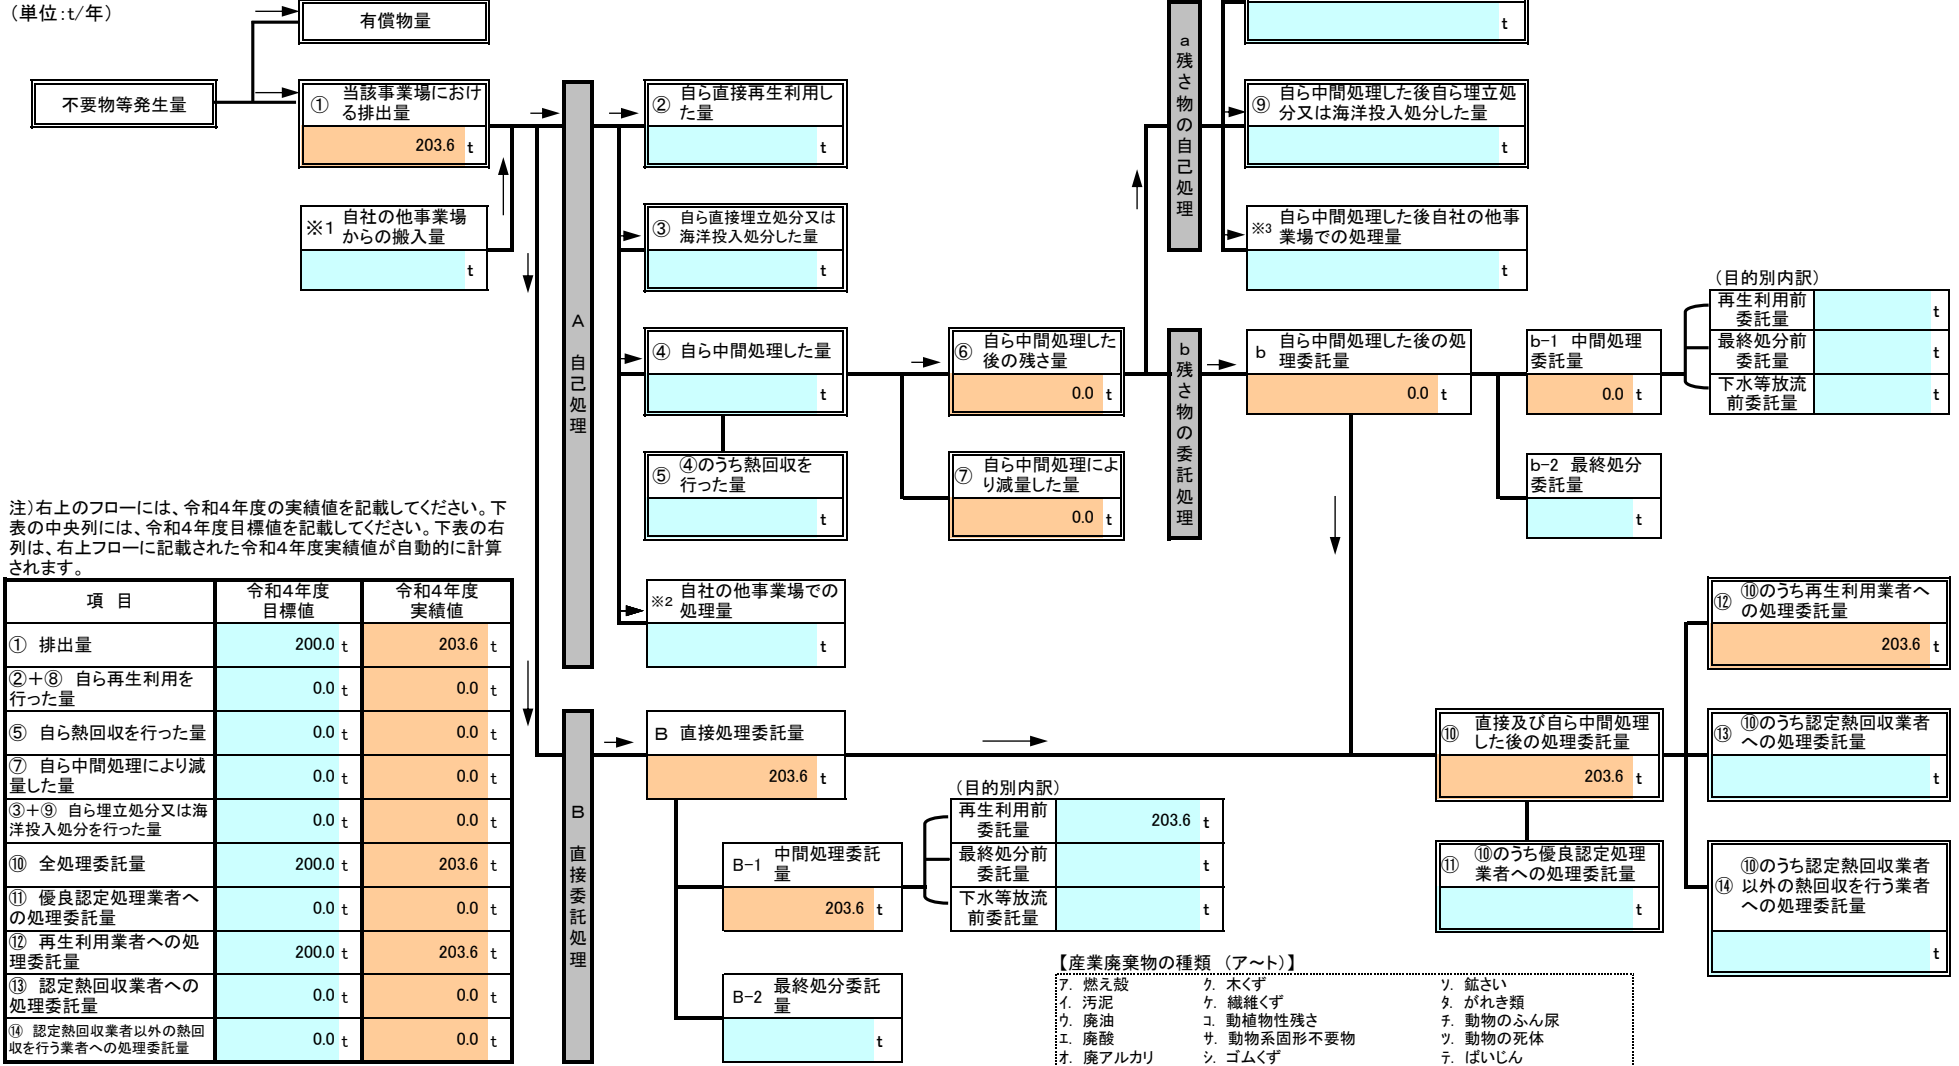 （単位：t/年）
有償物量
不要物等発生量
① 当該事業場におけ
る排出量
203.6 t
※1 自社の他事業場
からの搬入量
t
A 自己処理
② 自ら直接再生利用し
た量
t
③ 自ら直接埋立処分又は
海洋投入処分した量
t
④ 自ら中間処理した量
t
⑤ ④のうち熱回収を
行った量
t
※2 自社の他事業場での
処理量
t
⑥ 自ら中間処理した
後の残さ量
0.0 t
⑦ 自ら中間処理によ
り減量した量
0.0 t
a 残さ物の自己処理
t
⑨ 自ら中間処理した後自ら埋立処
分又は海洋投入処分した量
t
※3 自ら中間処理した後自社の他事
業場での処理量
t
b 残さ物の委託処理
b 自ら中間処理した後の処
理委託量
0.0 t
b-1 中間処理
委託量
0.0 t
b-2 最終処分
委託量
t
（目的別内訳）
再生利用前
委託量 t
最終処分前
委託量 t
下水等放流
前委託量 t
注）右上のフローには、令和4年度の実績値を記載してください。下
表の中央列には、令和4年度目標値を記載してください。下表の右
列は、右上フローに記載された令和4年度実績値が自動的に計算
されます。
項 目 令和4年度 令和4年度
目標値 実績値
① 排出量 200.0 t 203.6 t
②＋⑧ 自ら再生利用を
行った量 0.0 t 0.0 t
⑤ 自ら熱回収を行った量 0.0 t 0.0 t
⑦ 自ら中間処理により減
量した量 0.0 t 0.0 t
③＋⑨ 自ら埋立処分又は海
洋投入処分を行った量 0.0 t 0.0 t
⑩ 全処理委託量 200.0 t 203.6 t
⑪ 優良認定処理業者へ
の処理委託量 0.0 t 0.0 t
⑫ 再生利用業者への処
理委託量 200.0 t 203.6 t
⑬ 認定熱回収業者への
処理委託量 0.0 t 0.0 t
⑭ 認定熱回収業者以外の熱回
収を行う業者への処理委託量 0.0 t 0.0 t
B 直接委託処理
B 直接処理委託量
203.6 t
B-1 中間処理委託
量
203.6 t
B-2 最終処分委託
量
t
（目的別内訳）
再生利用前
委託量 203.6 t
最終処分前
委託量 t
下水等放流
前委託量 t
⑩ 直接及び自ら中間処理
した後の処理委託量
203.6 t
⑪ ⑩のうち優良認定処理
業者への処理委託量
t
⑫ ⑩のうち再生利用業者へ
の処理委託量
203.6 t
⑬ ⑩のうち認定熱回収業者
への処理委託量
t
⑭ ⑩のうち認定熱回収業者
以外の熱回収を行う業者
への処理委託量
t
【産業廃棄物の種類 （ア～ト）】
ア. 燃え殻 ク. 木くず ソ. 鉱さい
イ. 汚泥 ケ. 繊維くず タ. がれき類
ウ. 廃油 コ. 動植物性残さ チ. 動物のふん尿
エ. 廃酸 サ. 動物系固形不要物 ツ. 動物の死体
オ. 廃アルカリ シ. ゴムくず テ. ばいじん